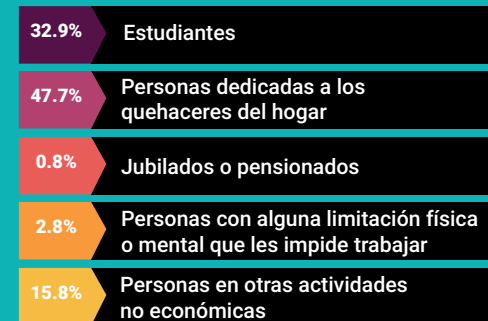 32.9% Estudiantes
47.7% Personas dedicadas a los
quehaceres del hogar
0.8% Jubilados o pensionados
2.8% Personas con alguna limitación física
o mental que les impide trabajar
15.8% Personas en otras actividades
no económicas